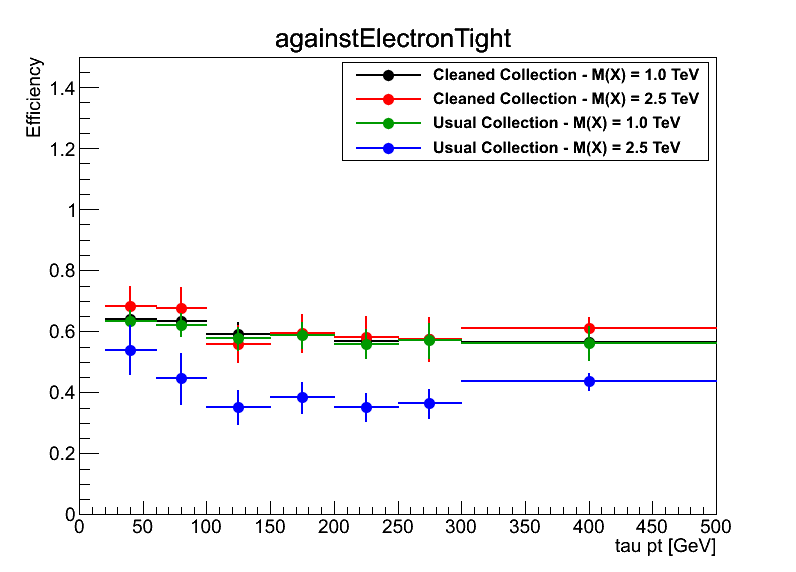 againstElectronTight
Efficiency
Cleaned Collection - M(X) = 1.0 TeV
Cleaned Collection - M(X) = 2.5 TeV
Usual Collection - M(X) = 1.0 TeV
Usual Collection - M(X) = 2.5 TeV
1.4
1.2
1
0.8
0.6
0.4
0.2
0
0 50 100 150 200 250 300 350 400 450 500
tau pt [GeV]